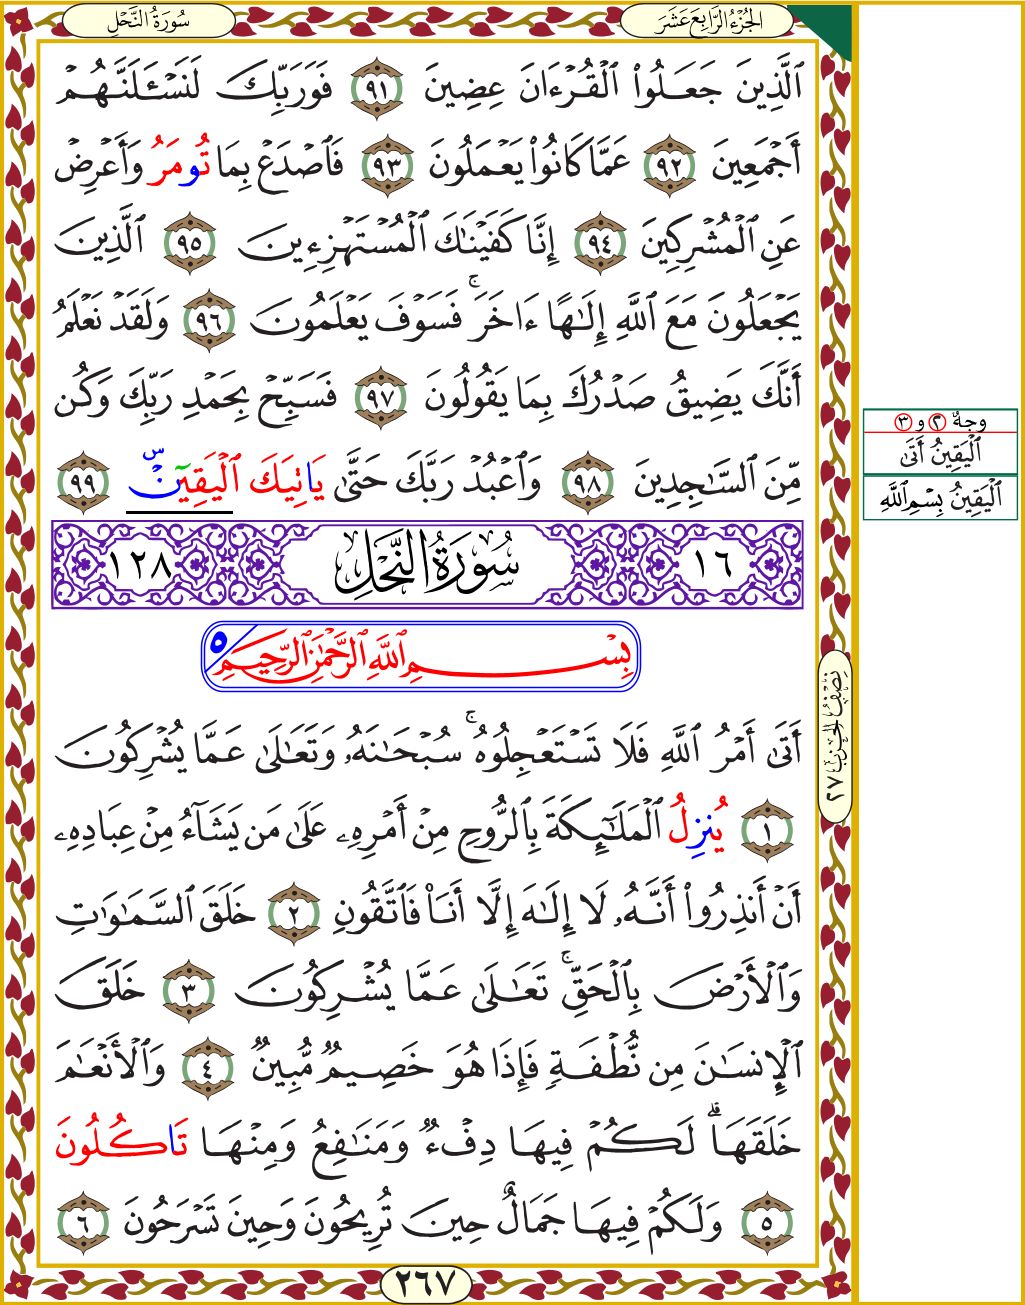 الجُزْءُ الرَّابِعَ عَشَرَ
سُورَةُ النَّحْلِ
ٱلَّذِينَ جَعَلُوا۟ ٱلْقُرْءَانَ عِضِينَ ٩١ فَوَرَبِّكَ لَنَسْـَٔلَنَّهُمْ
أَجْمَعِينَ ٩٢ عَمَّا كَانُوا۟ يَعْمَلُونَ ٩٣ فَٱصْدَعْ بِمَا تُومَرُ وَأَعْرِضْ
عَنِ ٱلْمُشْرِكِينَ ٩٤ إِنَّا كَفَيْنَـٰكَ ٱلْمُسْتَهْزِءِينَ ٩٥ ٱلَّذِينَ
يَجْعَلُونَ مَعَ ٱللَّهِ إِلَـٰهًا ءَاخَرَ ۚ فَسَوْفَ يَعْلَمُونَ ٩٦ وَلَقَدْ نَعْلَمُ
أَنَّكَ يَضِيقُ صَدْرُكَ بِمَا يَقُولُونَ ٩٧ فَسَبِّحْ بِحَمْدِ رَبِّكَ وَكُن
مِّنَ ٱلسَّـٰجِدِينَ ٩٨ وَٱعْبُدْ رَبَّكَ حَتَّىٰ يَاتِيَكَ ٱلْيَقِينْ ۜ ٩٩
١٦ سُورَةُ النَّحْلِ ١٢٨
بِسْمِ ٱللَّهِ ٱلرَّحْمَـٰنِ ٱلرَّحِيمِ ٥
أَتَىٰ أَمْرُ ٱللَّهِ فَلَا تَسْتَعْجِلُوهُ ۚ سُبْحَـٰنَهُۥ وَتَعَـٰلَىٰ عَمَّا يُشْرِكُونَ
١ يُنزِلُ ٱلْمَلَـٰٓئِكَةَ بِٱلرُّوحِ مِنْ أَمْرِهِۦ عَلَىٰ مَن يَشَآءُ مِنْ عِبَادِهِۦ
أَنْ أَنذِرُوٓا۟ أَنَّهُۥ لَا إِلَـٰهَ إِلَّا أَنَا۠ فَٱتَّقُونِ ٢ خَلَقَ ٱلسَّمَـٰوَٰتِ
وَٱلْأَرْضَ بِٱلْحَقِّ ۚ تَعَـٰلَىٰ عَمَّا يُشْرِكُونَ ٣ خَلَقَ
ٱلْإِنسَـٰنَ مِن نُّطْفَةٍ فَإِذَا هُوَ خَصِيمٌ مُّبِينٌ ٤ وَٱلْأَنْعَـٰمَ
خَلَقَهَا ۗ لَكُمْ فِيهَا دِفْءٌ وَمَنَـٰفِعُ وَمِنْهَا تَاكُلُونَ
٥ وَلَكُمْ فِيهَا جَمَالٌ حِينَ تُرِيحُونَ وَحِينَ تَسْرَحُونَ ٦
٢٦٧
نِصْفُ الْحِزْبِ ٢٧
وجهُ ٢ و ٣
ٱلْيَقِينُ أَتَىٰ
ٱلْيَقِينُ بِسْمِ ٱللَّهِ